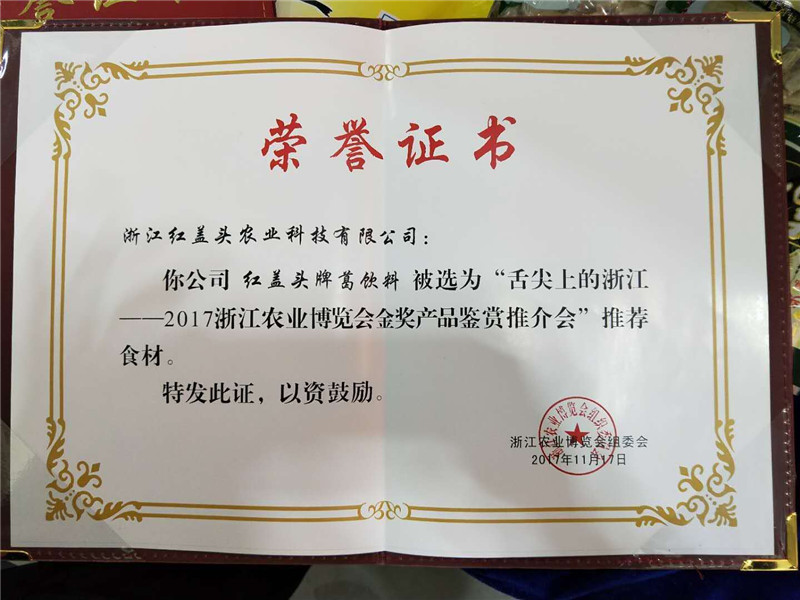 荣誉证书
浙江红盖头农业科技有限公司：
你公司 红盖头牌葛饮料 被选为“舌尖上的浙江
——2017浙江农业博览会金奖产品鉴赏推介会”推荐
食材。
特发此证，以资鼓励。
浙江农业博览会组委会
2017年11月17日